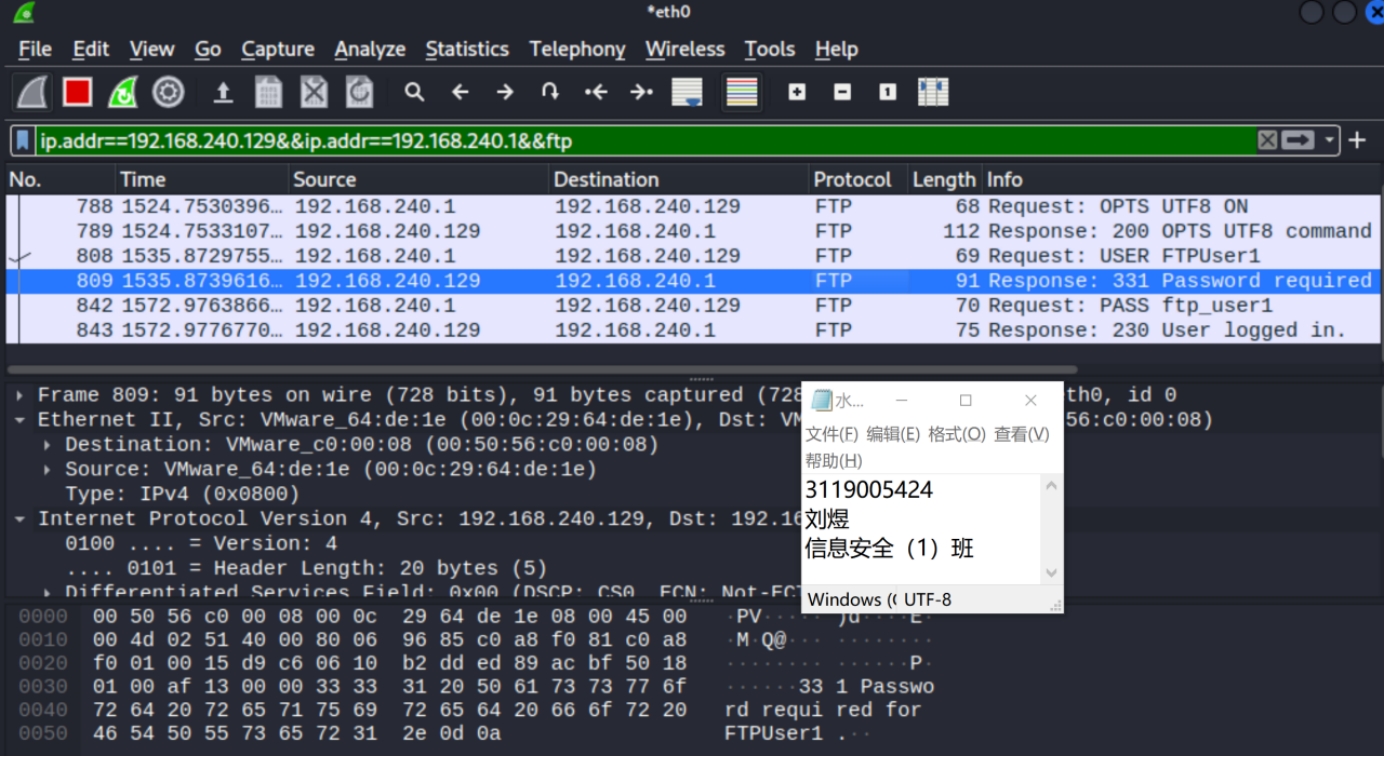 *eth0
File Edit View Go Capture Analyze Statistics Telephony Wireless Tools Help
ip.addr==192.168.240.129&&ip.addr==192.168.240.1&&ftp
No. Time Source Destination Protocol Length Info
788 1524.7530396… 192.168.240.1 192.168.240.129 FTP 68 Request: OPTS UTF8 ON
789 1524.7533107… 192.168.240.129 192.168.240.1 FTP 112 Response: 200 OPTS UTF8 command
808 1535.8729755… 192.168.240.1 192.168.240.129 FTP 69 Request: USER FTPUser1
809 1535.8739616… 192.168.240.129 192.168.240.1 FTP 91 Response: 331 Password required
842 1572.9763866… 192.168.240.1 192.168.240.129 FTP 70 Request: PASS ftp_user1
843 1572.9776770… 192.168.240.129 192.168.240.1 FTP 75 Response: 230 User logged in.
Frame 809: 91 bytes on wire (728 bits), 91 bytes captured (728 th0, id 0
Ethernet II, Src: VMware_64:de:1e (00:0c:29:64:de:1e), Dst: VM 56:c0:00:08)
Destination: VMware_c0:00:08 (00:50:56:c0:00:08)
Source: VMware_64:de:1e (00:0c:29:64:de:1e)
Type: IPv4 (0x0800)
Internet Protocol Version 4, Src: 192.168.240.129, Dst: 192.16
0100 .... = Version: 4
.... 0101 = Header Length: 20 bytes (5)
Differentiated Services Field: 0x00 (DSCP: CS0, ECN: Not-ECT
水...
文件(F) 编辑(E) 格式(O) 查看(V)
帮助(H)
3119005424
刘煜
信息安全（1）班
Windows (C UTF-8
0000 00 50 56 c0 00 08 00 0c 29 64 de 1e 08 00 45 00 ·PV····· )d····E·
0010 00 4d 02 51 40 00 80 06 96 85 c0 a8 f0 81 c0 a8 ·M·Q@··· ········
0020 f0 01 00 15 d9 c6 06 10 b2 dd ed 89 ac bf 50 18 ········ ······P·
0030 01 00 af 13 00 00 33 33 31 20 50 61 73 73 77 6f ······33 1 Passwo
0040 72 64 20 72 65 71 75 69 72 65 64 20 66 6f 72 20 rd requi red for
0050 46 54 50 55 73 65 72 31 2e 0d 0a FTPUser1 .··